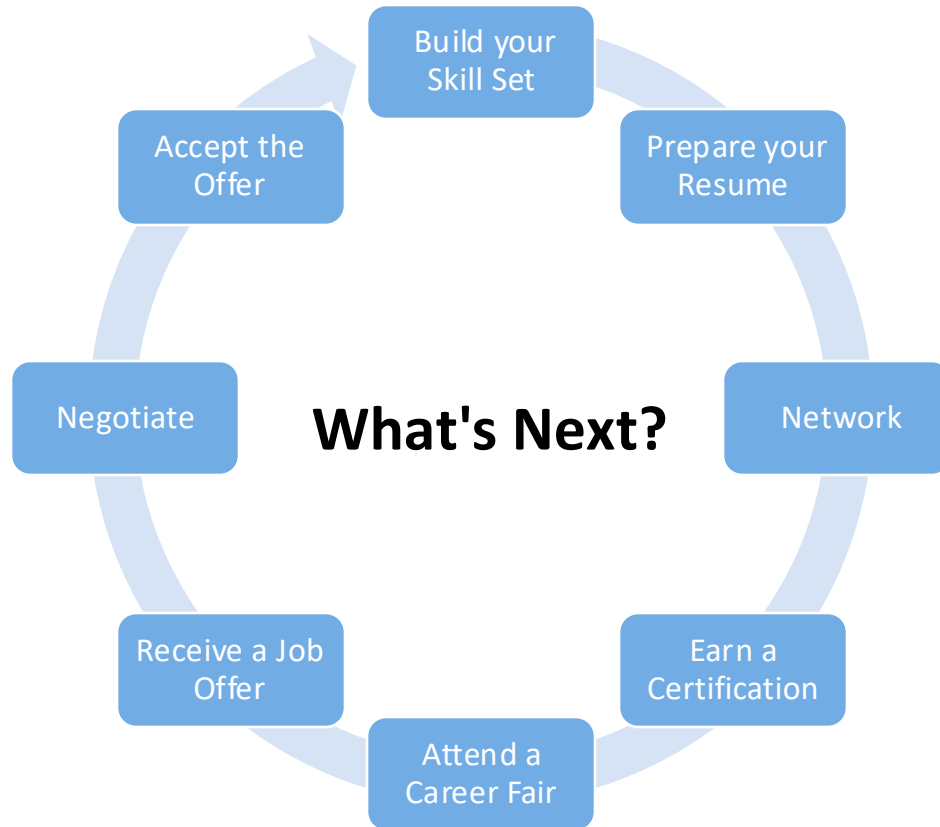 Build your
Skill Set
Prepare your
Resume
Network
Earn a
Certification
Attend a
Career Fair
Receive a Job
Offer
Negotiate
Accept the
Offer
What's Next?